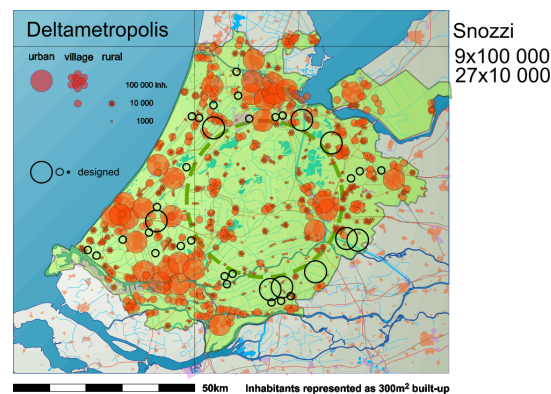 Deltametropolis
urban village rural
100 000 inh.
10 000
1000
designed
Snozzi
9x100 000
27x10 000
50km Inhabitants represented as 300m² built-up